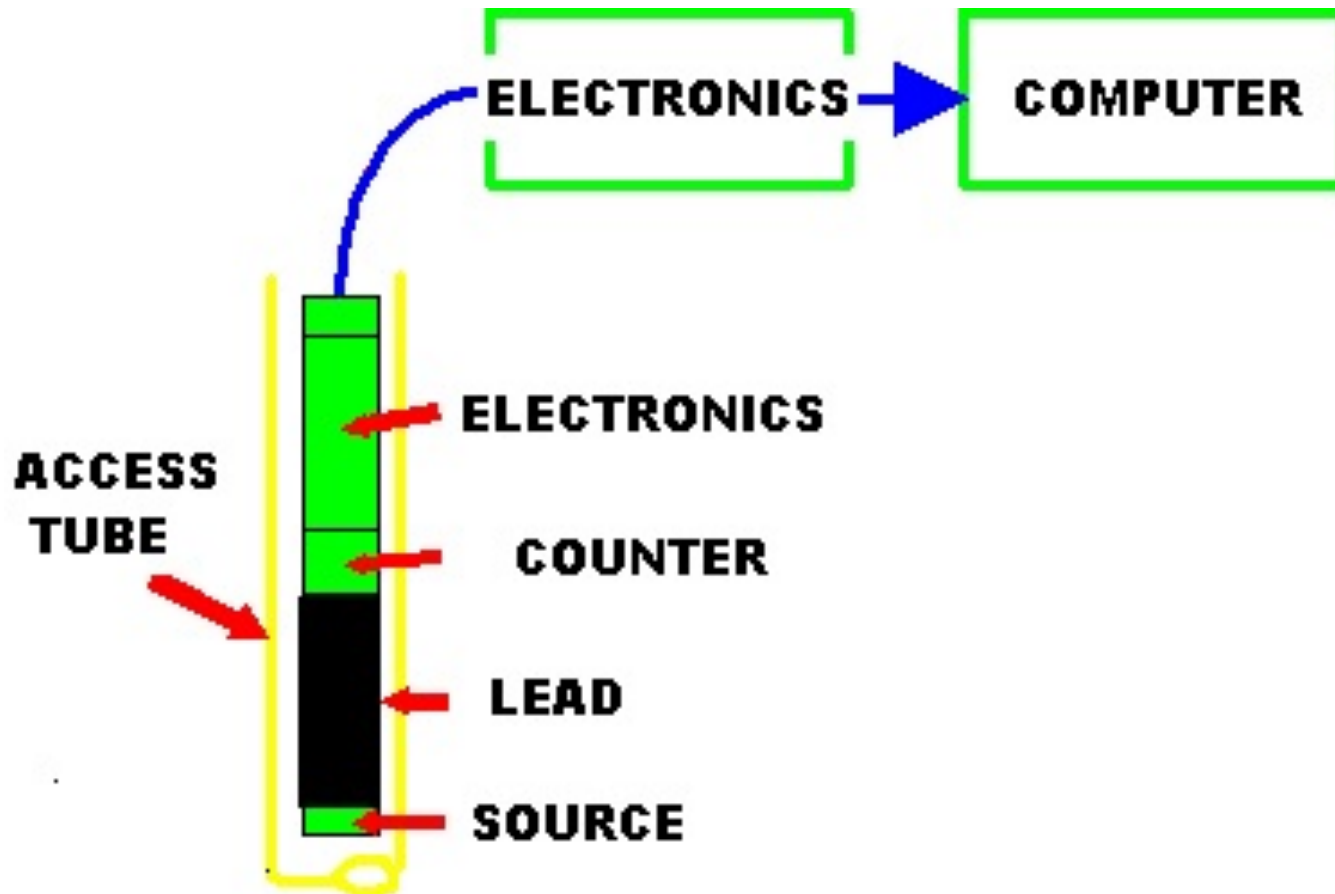 ELECTRONICS
COMPUTER
ELECTRONICS
ACCESS
TUBE
COUNTER
LEAD
SOURCE